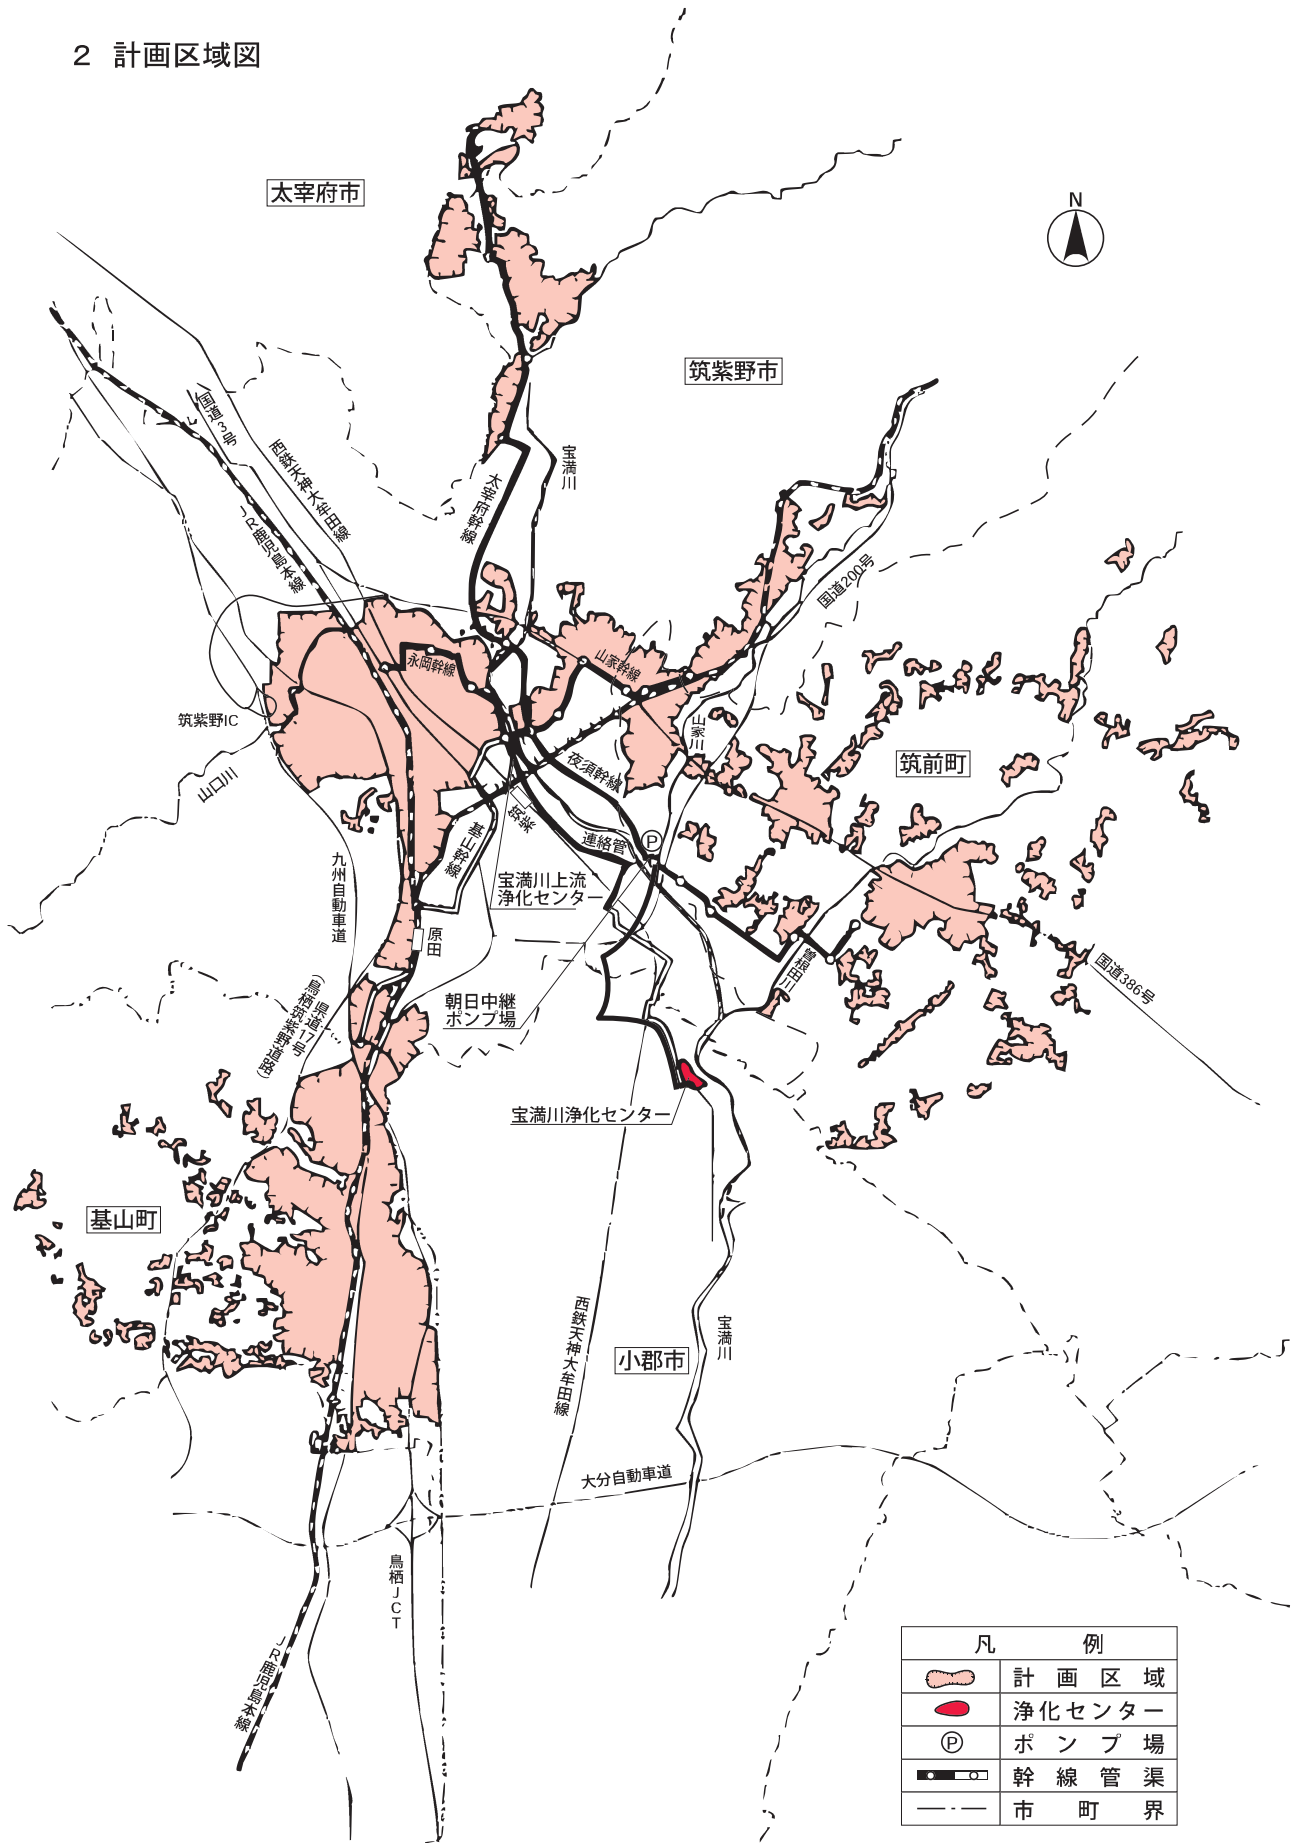 2 計画区域図
太宰府市
N
筑紫野市
国道3号
西鉄天神大牟田線
宝満川
太宰府幹線
JR鹿児島本線
国道200号
永岡幹線
山家幹線
筑紫野IC
山家川
筑前町
山口川
夜須幹線
筑紫
基山幹線
連絡管
P
九州自動車道
宝満川上流
浄化センター
原田
曽根田川
国道386号
県道17号
(鳥栖筑紫野道路)
朝日中継
ポンプ場
宝満川浄化センター
基山町
西鉄天神大牟田線
宝満川
小郡市
大分自動車道
鳥栖JCT
JR鹿児島本線
凡例
計画区域
浄化センター
P ポンプ場
幹線管渠
市町界